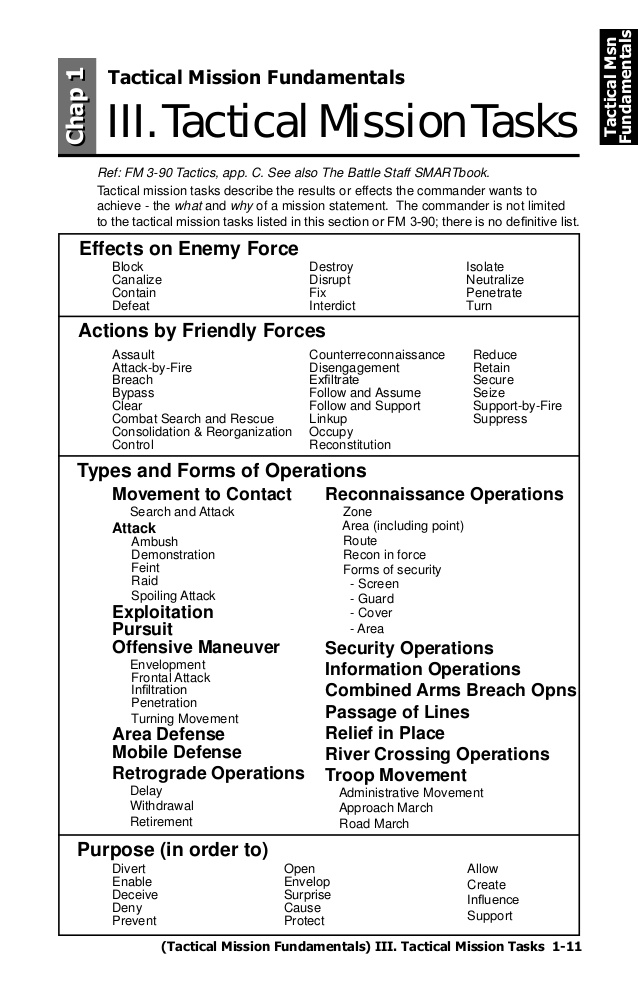 Tactical Msn
Fundamentals
Chap 1
Tactical Mission Fundamentals
III. Tactical Mission Tasks
Ref: FM 3-90 Tactics, app. C. See also The Battle Staff SMARTbook.
Tactical mission tasks describe the results or effects the commander wants to
achieve - the what and why of a mission statement. The commander is not limited
to the tactical mission tasks listed in this section or FM 3-90; there is no definitive list.
Effects on Enemy Force
Block
Canalize
Contain
Defeat
Destroy
Disrupt
Fix
Interdict
Isolate
Neutralize
Penetrate
Turn
Actions by Friendly Forces
Assault
Attack-by-Fire
Breach
Bypass
Clear
Combat Search and Rescue
Consolidation & Reorganization
Control
Counterreconnaissance
Disengagement
Exfiltrate
Follow and Assume
Follow and Support
Linkup
Occupy
Reconstitution
Reduce
Retain
Secure
Seize
Support-by-Fire
Suppress
Types and Forms of Operations
Movement to Contact
Search and Attack
Attack
Ambush
Demonstration
Feint
Raid
Spoiling Attack
Exploitation
Pursuit
Offensive Maneuver
Envelopment
Frontal Attack
Infiltration
Penetration
Turning Movement
Area Defense
Mobile Defense
Retrograde Operations
Delay
Withdrawal
Retirement
Reconnaissance Operations
Zone
Area (including point)
Route
Recon in force
Forms of security
- Screen
- Guard
- Cover
- Area
Security Operations
Information Operations
Combined Arms Breach Opns
Passage of Lines
Relief in Place
River Crossing Operations
Troop Movement
Administrative Movement
Approach March
Road March
Purpose (in order to)
Divert
Enable
Deceive
Deny
Prevent
Open
Envelop
Surprise
Cause
Protect
Allow
Create
Influence
Support
(Tactical Mission Fundamentals) III. Tactical Mission Tasks 1-11